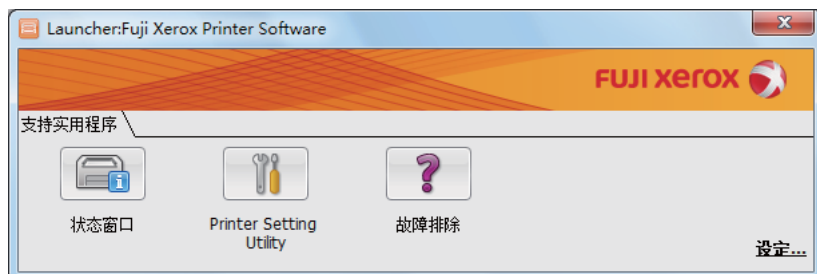 Launcher:Fuji Xerox Printer Software
FUJI xerox
支持实用程序
状态窗口
Printer Setting
Utility
故障排除
设定...